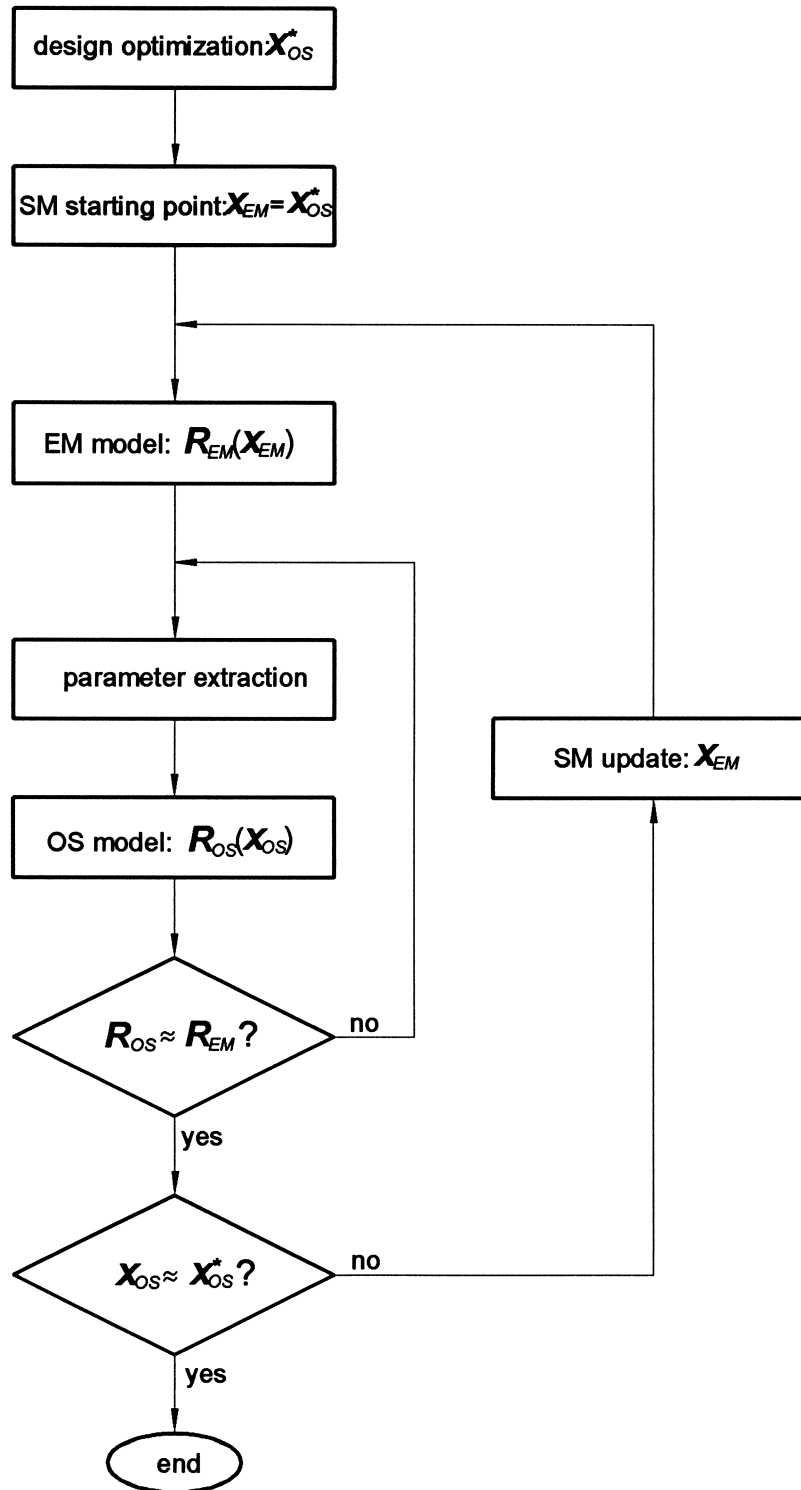 design optimization: X*OS
SM starting point: XEM = X*OS
EM model: REM(XEM)
parameter extraction
SM update: XEM
OS model: ROS(XOS)
ROS ≈ REM?
no
yes
XOS ≈ X*OS?
no
yes
end